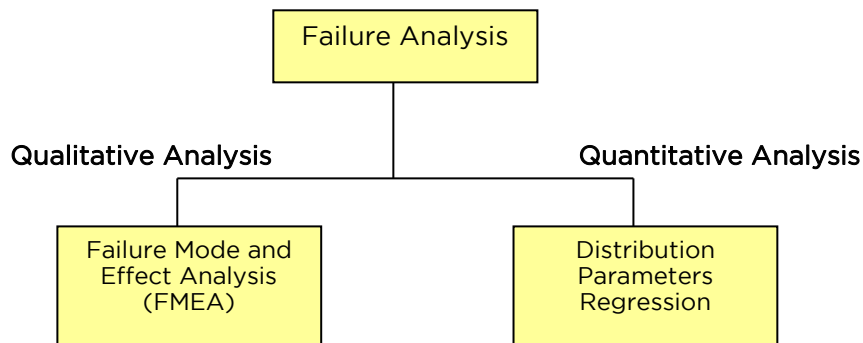 Failure Analysis
Qualitative Analysis
Quantitative Analysis
Failure Mode and
Effect Analysis
(FMEA)
Distribution
Parameters
Regression